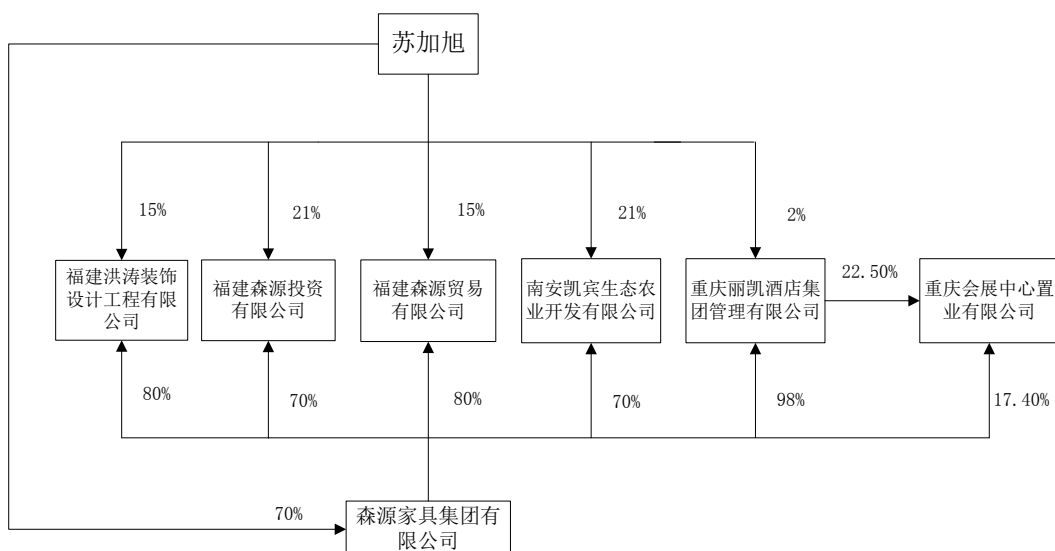 苏加旭
15%
21%
15%
21%
2%
福建洪涛装饰
设计工程有限
公司
福建森源投资
有限公司
福建森源贸易
有限公司
南安凯宾生态农
业开发有限公司
重庆丽凯酒店集
团管理有限公司
22.50%
重庆会展中心置
业有限公司
80%
70%
80%
70%
98%
17.40%
70%
森源家具集团有
限公司